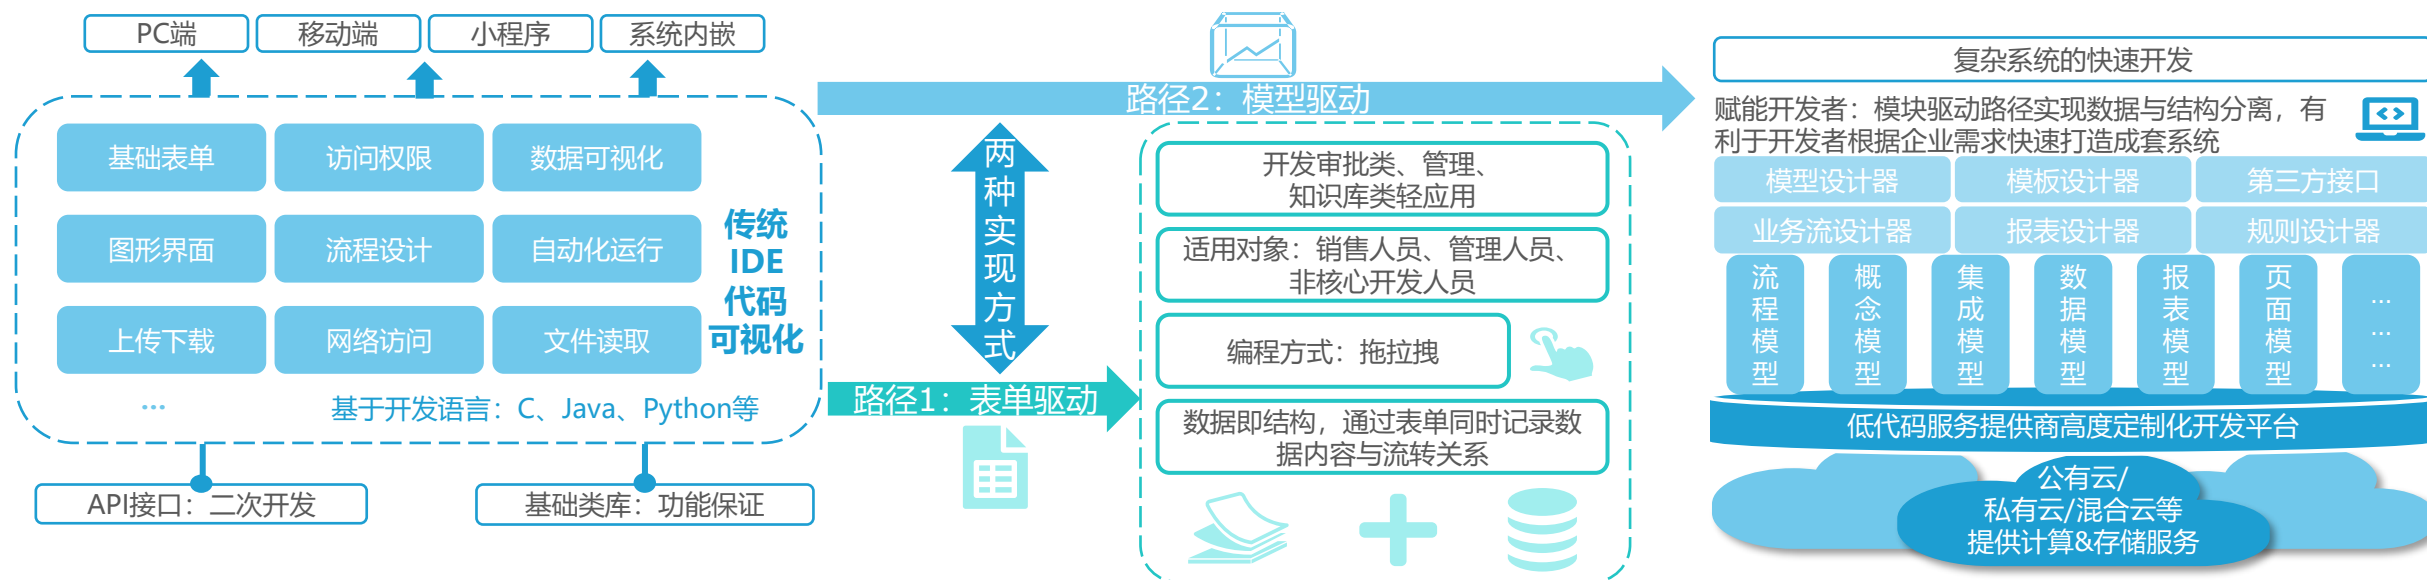 PC端
移动端
小程序
系统内嵌
基础表单
访问权限
数据可视化
图形界面
流程设计
自动化运行
上传下载
网络访问
文件读取
传统
IDE
代码
可视化
...
基于开发语言：C、Java、Python等
API接口：二次开发
基础类库：功能保证
路径2：模型驱动
两种实现方式
路径1：表单驱动
开发审批类、管理、
知识库类轻应用
适用对象：销售人员、管理人员、
非核心开发人员
编程方式：拖拉拽
数据即结构，通过表单同时记录数
据内容与流转关系
复杂系统的快速开发
赋能开发者：模块驱动路径实现数据与结构分离，有
利于开发者根据企业需求快速打造成套系统
模型设计器
模板设计器
第三方接口
业务流设计器
报表设计器
规则设计器
流程模型
概念模型
集成模型
数据模型
报表模型
页面模型
...
...
...
低代码服务提供商高度定制化开发平台
公有云/
私有云/混合云等
提供计算&存储服务